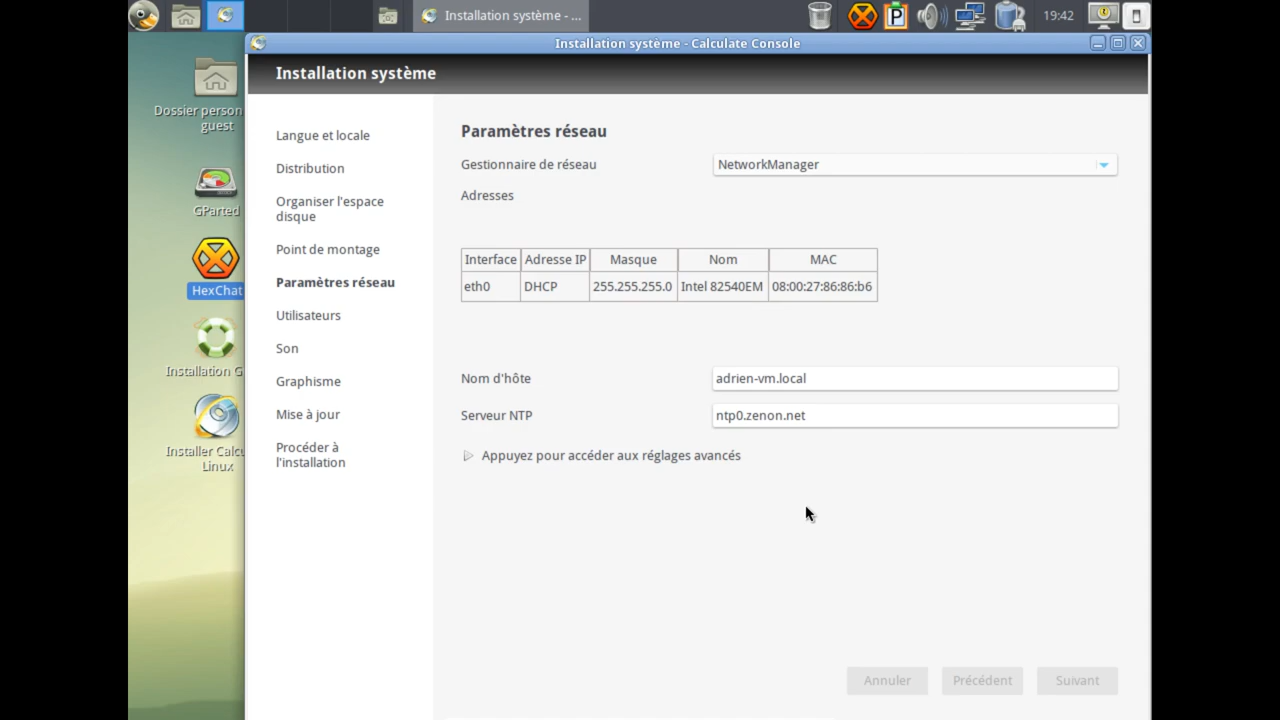 Installation système - ...
19:42
Installation système - Calculate Console
Installation système
Dossier person
guest
GParted
HexChat
Installation G
Installer Calcu
Linux
Langue et locale
Distribution
Organiser l'espace
disque
Point de montage
Paramètres réseau
Utilisateurs
Son
Graphisme
Mise à jour
Procéder à
l'installation
Paramètres réseau
Gestionnaire de réseau NetworkManager
Adresses
Interface Adresse IP Masque Nom MAC
eth0 DHCP 255.255.255.0 Intel 82540EM 08:00:27:86:86:b6
Nom d'hôte adrien-vm.local
Serveur NTP ntp0.zenon.net
Appuyez pour accéder aux réglages avancés
Annuler Précédent Suivant